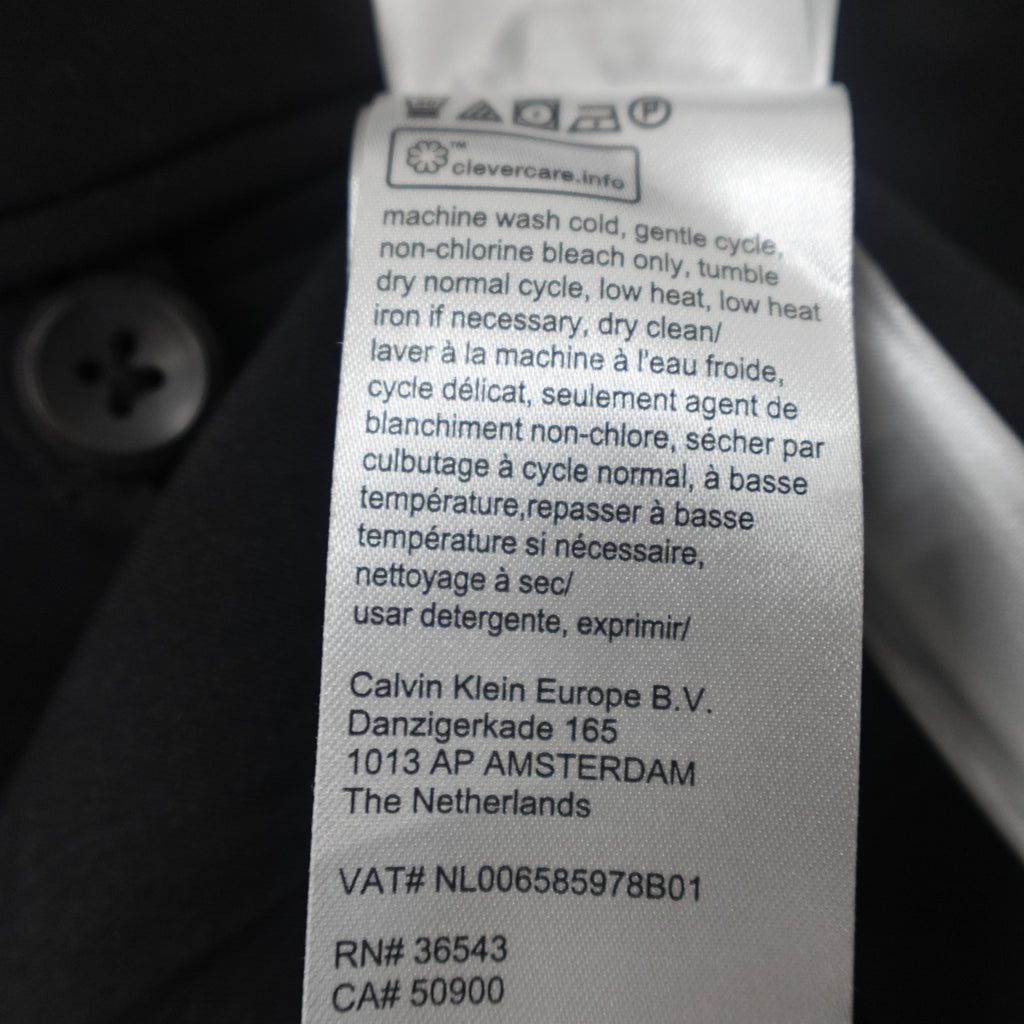 P
TM
clevercare.info
machine wash cold, gentle cycle,
non-chlorine bleach only, tumble
dry normal cycle, low heat, low heat
iron if necessary, dry clean/
laver à la machine à l'eau froide,
cycle délicat, seulement agent de
blanchiment non-chlore, sécher par
culbutage à cycle normal, à basse
température,repasser à basse
température si nécessaire,
nettoyage à sec/
usar detergente, exprimir/
Calvin Klein Europe B.V.
Danzigerkade 165
1013 AP AMSTERDAM
The Netherlands
VAT# NL006585978B01
RN# 36543
CA# 50900